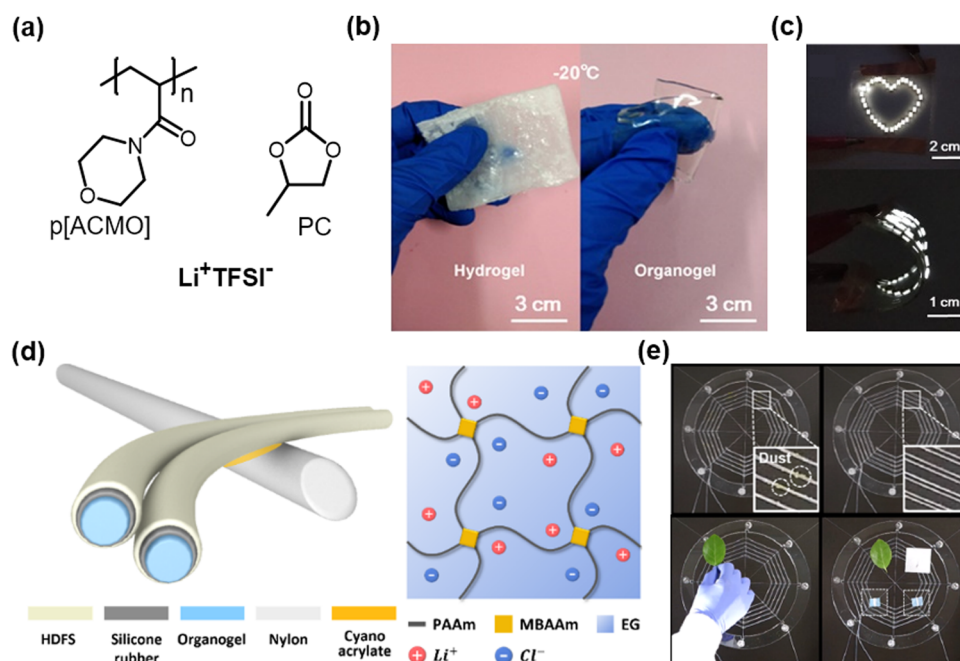 (a)
n
N
O
O
p[ACMO]
O
O
O
PC
Li⁺TFSI⁻
(b)
-20℃
Hydrogel
3 cm
Organogel
3 cm
(c)
2 cm
1 cm
(d)
HDFS
Silicone
rubber
Organogel
Nylon
Cyano
acrylate
PAAm
MBAAm
EG
Li⁺
Cl⁻
(e)
Dust